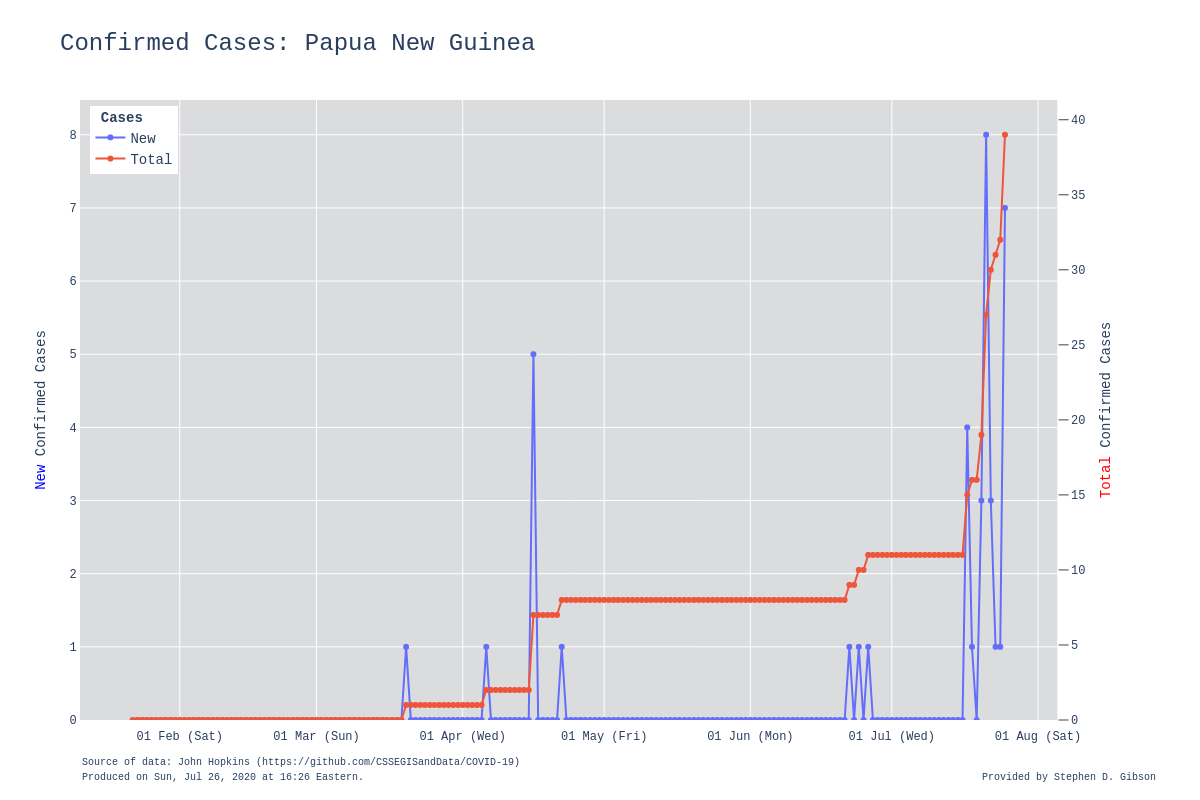 Confirmed Cases: Papua New Guinea
Cases
New
Total
8
7
6
5
4
3
2
1
0
New Confirmed Cases
40
35
30
25
20
15
10
5
0
Total Confirmed Cases
01 Feb (Sat) 01 Mar (Sun) 01 Apr (Wed) 01 May (Fri) 01 Jun (Mon) 01 Jul (Wed) 01 Aug (Sat)
Source of data: John Hopkins (https://github.com/CSSEGISandData/COVID-19)
Produced on Sun, Jul 26, 2020 at 16:26 Eastern.
Provided by Stephen D. Gibson